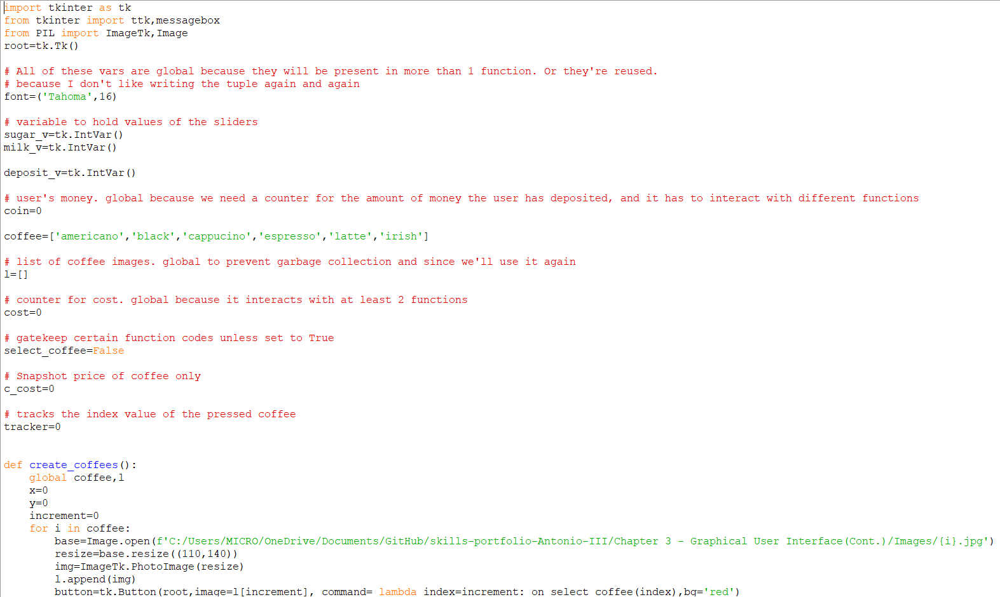 import tkinter as tk
from tkinter import ttk,messagebox
from PIL import ImageTk,Image
root=tk.Tk()
# All of these vars are global because they will be present in more than 1 function. Or they're reused.
# because I don't like writing the tuple again and again
font=('Tahoma',16)
# variable to hold values of the sliders
sugar_v=tk.IntVar()
milk_v=tk.IntVar()
deposit_v=tk.IntVar()
# user's money. global because we need a counter for the amount of money the user has deposited, and it has to interact with different functions
coin=0
coffee=['americano','black','cappucino','espresso','latte','irish']
# list of coffee images. global to prevent garbage collection and since we'll use it again
l=[]
# counter for cost. global because it interacts with at least 2 functions
cost=0
# gatekeep certain function codes unless set to True
select_coffee=False
# Snapshot price of coffee only
c_cost=0
# tracks the index value of the pressed coffee
tracker=0
def create_coffees():
    global coffee,l
    x=0
    y=0
    increment=0
    for i in coffee:
        base=Image.open(f'C:/Users/MICRO/OneDrive/Documents/GitHub/skills-portfolio-Antonio-III/Chapter 3 - Graphical User Interface(Cont.)/Images/{i}.jpg')
        resize=base.resize((110,140))
        img=ImageTk.PhotoImage(resize)
        l.append(img)
        button=tk.Button(root,image=l[increment], command= lambda index=increment: on_select_coffee(index),bg='red')